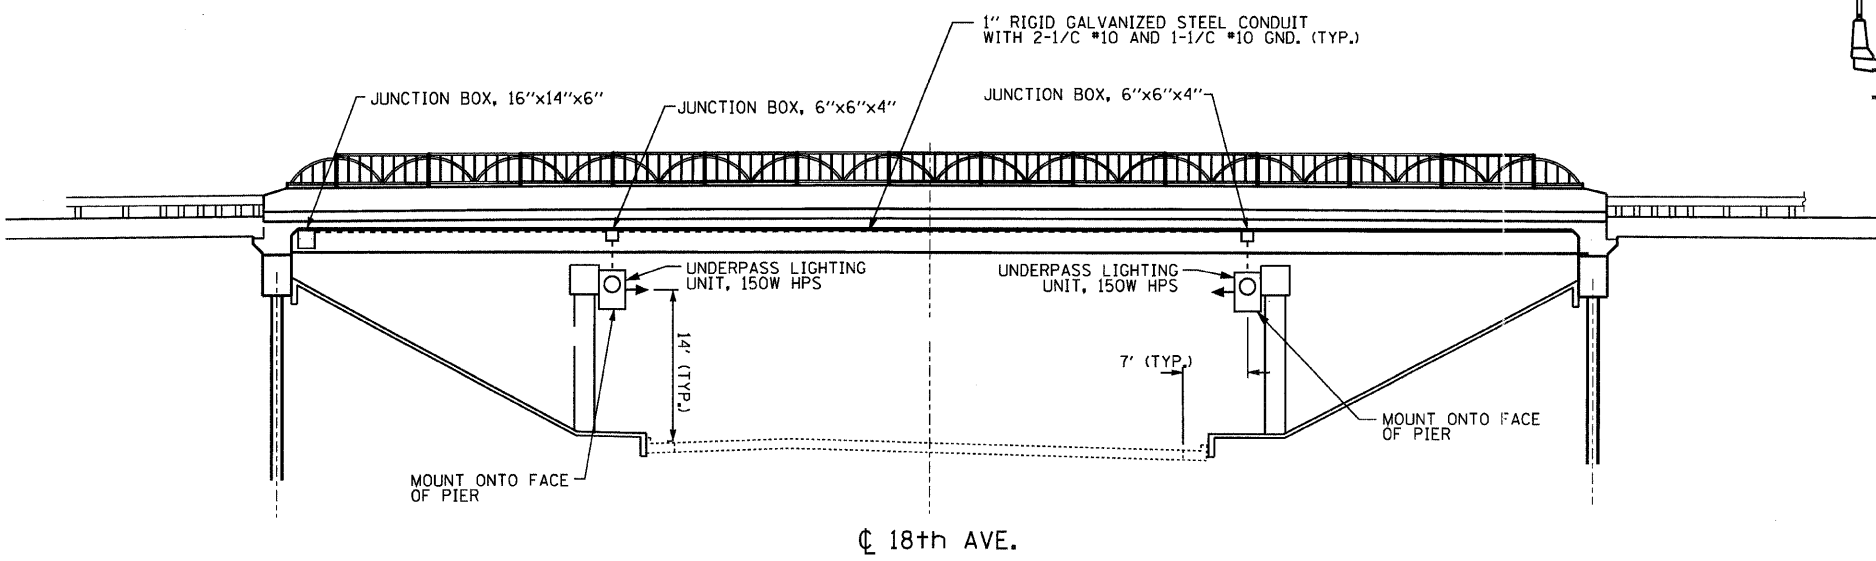 1" RIGID GALVANIZED STEEL CONDUIT
WITH 2-1/C #10 AND 1-1/C #10 GND. (TYP.)
JUNCTION BOX, 16"x14"x6"
JUNCTION BOX, 6"x6"x4"
JUNCTION BOX, 6"x6"x4"
UNDERPASS LIGHTING
UNIT, 150W HPS
UNDERPASS LIGHTING
UNIT, 150W HPS
14' (TYP.)
7' (TYP.)
MOUNT ONTO FACE
OF PIER
MOUNT ONTO FACE
OF PIER
℄ 18th AVE.